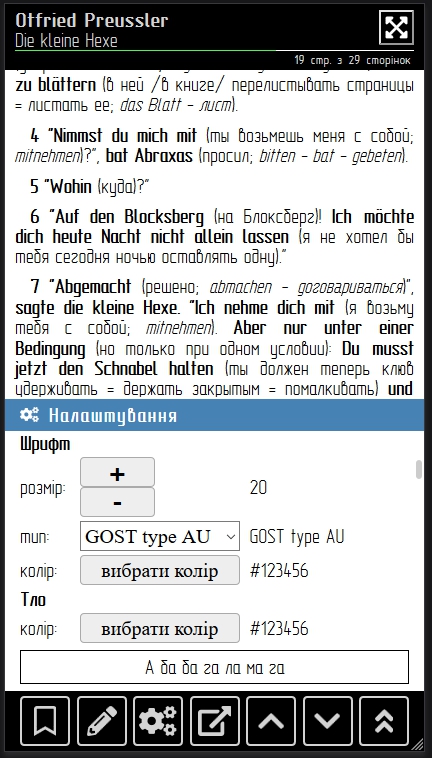 Otfried Preussler
Die kleine Hexe
19 стр. з 29 сторінок
zu blättern (в ней /в книге/ перелистывать страницы
= листать ее; das Blatt – лист).
4 "Nimmst du mich mit (ты возьмешь меня с собой;
mitnehmen)?", bat Abraxas (просил; bitten – bat – gebeten).
5 "Wohin (куда)?"
6 "Auf den Blocksberg (на Блоксберг)! Ich möchte
dich heute Nacht nicht allein lassen (я не хотел бы
тебя сегодня ночью оставлять одну)."
7 "Abgemacht (решено; abmachen – договариваться)",
sagte die kleine Hexe. "Ich nehme dich mit (я возьму
тебя с собой; mitnehmen). Aber nur unter einer
Bedingung (но только при одном условии): Du musst
jetzt den Schnabel halten (ты должен теперь клюв
удерживать = держать закрытым = помалкивать) und
Налаштування
Шрифт
розмір:
+
-
20
тип:
GOST type AU
GOST type AU
колір:
вибрати колір
#123456
Тло
колір:
вибрати колір
#123456
А ба ба га ла ма га